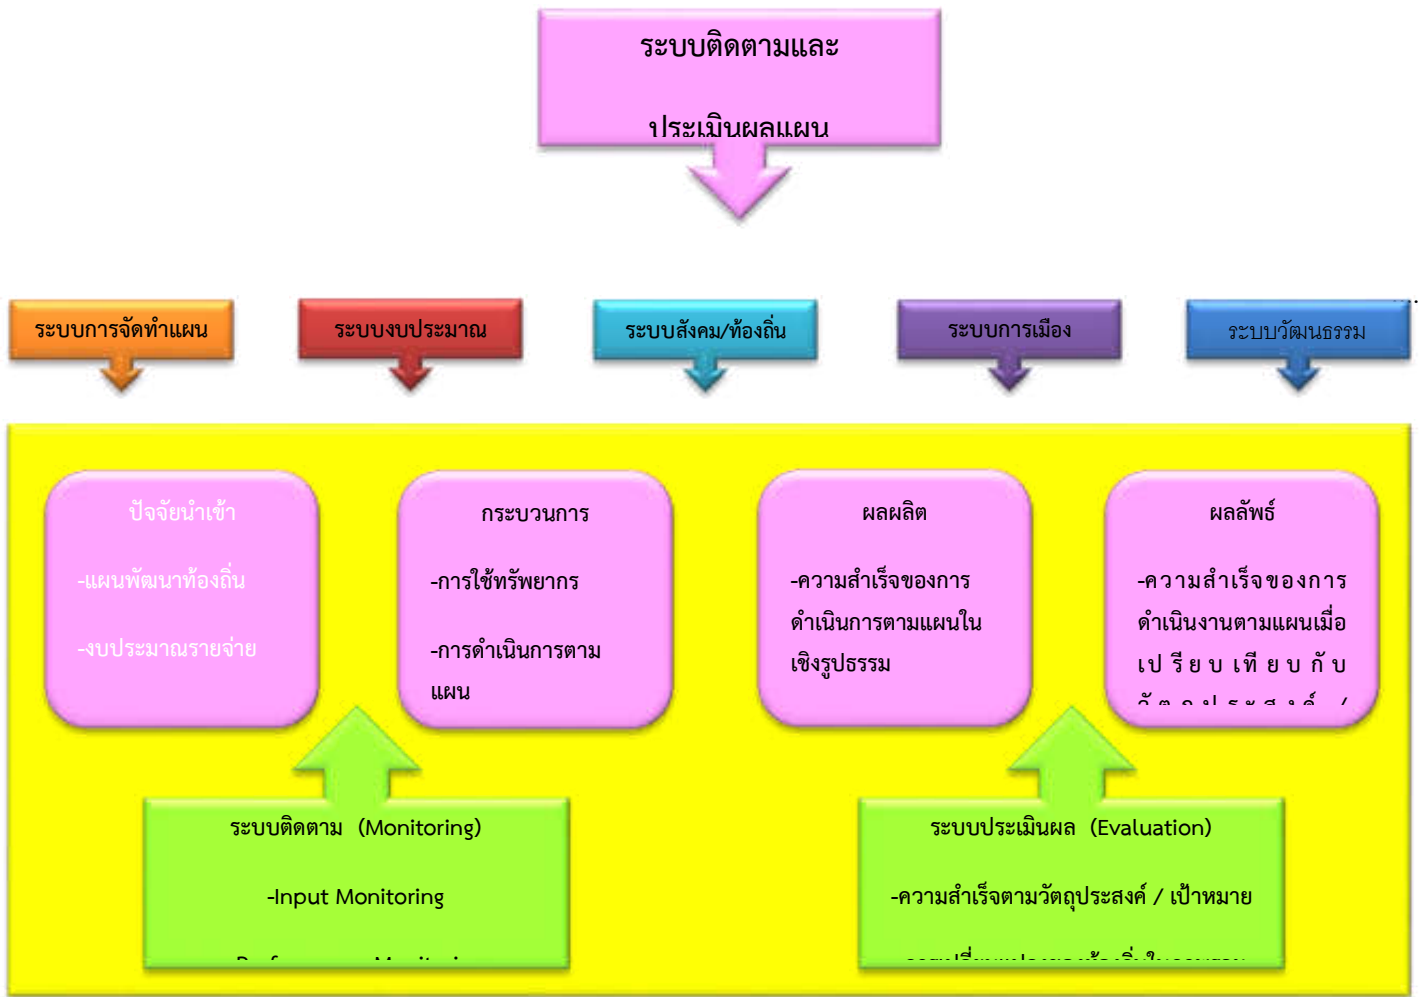 ระบบติดตามและ
ประเมินผลแผน
....
ระบบการจัดทำแผน
ระบบงบประมาณ
ระบบสังคม/ท้องถิ่น
ระบบการเมือง
ระบบวัฒนธรรม
ปัจจัยนำเข้า
-แผนพัฒนาท้องถิ่น
-งบประมาณรายจ่าย
กระบวนการ
-การใช้ทรัพยากร
-การดำเนินการตาม
แผน
ผลผลิต
-ความสำเร็จของการ
ดำเนินการตามแผนใน
เชิงรูปธรรม
ผลลัพธ์
-ความสำเร็จของการ
ดำเนินงานตามแผนเมื่อ
เปรียบเทียบกับ
วัตถุประสงค์ /
ระบบติดตาม (Monitoring)
-Input Monitoring
ระบบประเมินผล (Evaluation)
-ความสำเร็จตามวัตถุประสงค์ / เป้าหมาย